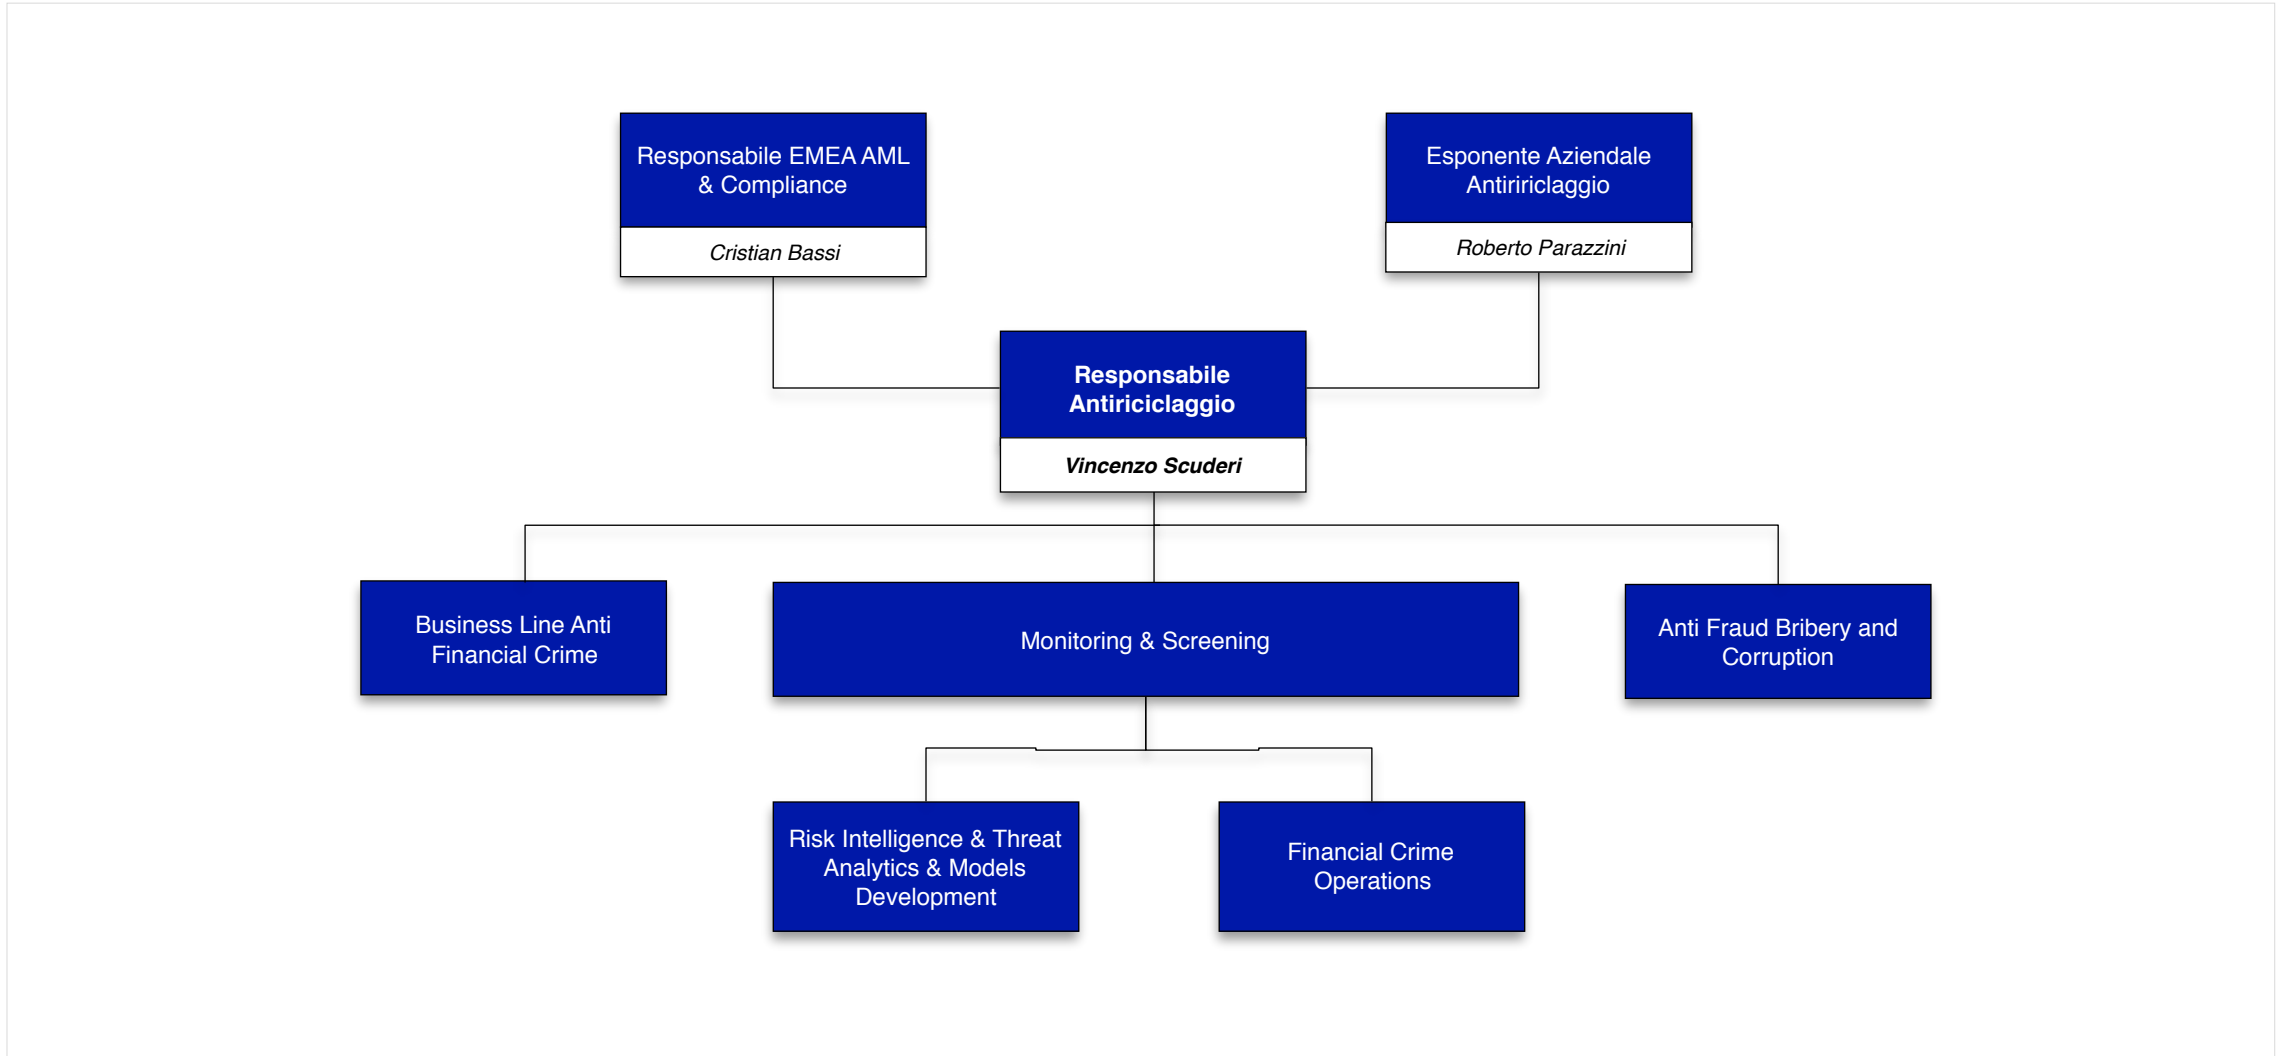 Responsabile EMEA AML
& Compliance
Cristian Bassi
Esponente Aziendale
Antiririclaggio
Roberto Parazzini
Responsabile
Antiriciclaggio
Vincenzo Scuderi
Business Line Anti
Financial Crime
Monitoring & Screening
Anti Fraud Bribery and
Corruption
Risk Intelligence & Threat
Analytics & Models
Development
Financial Crime
Operations